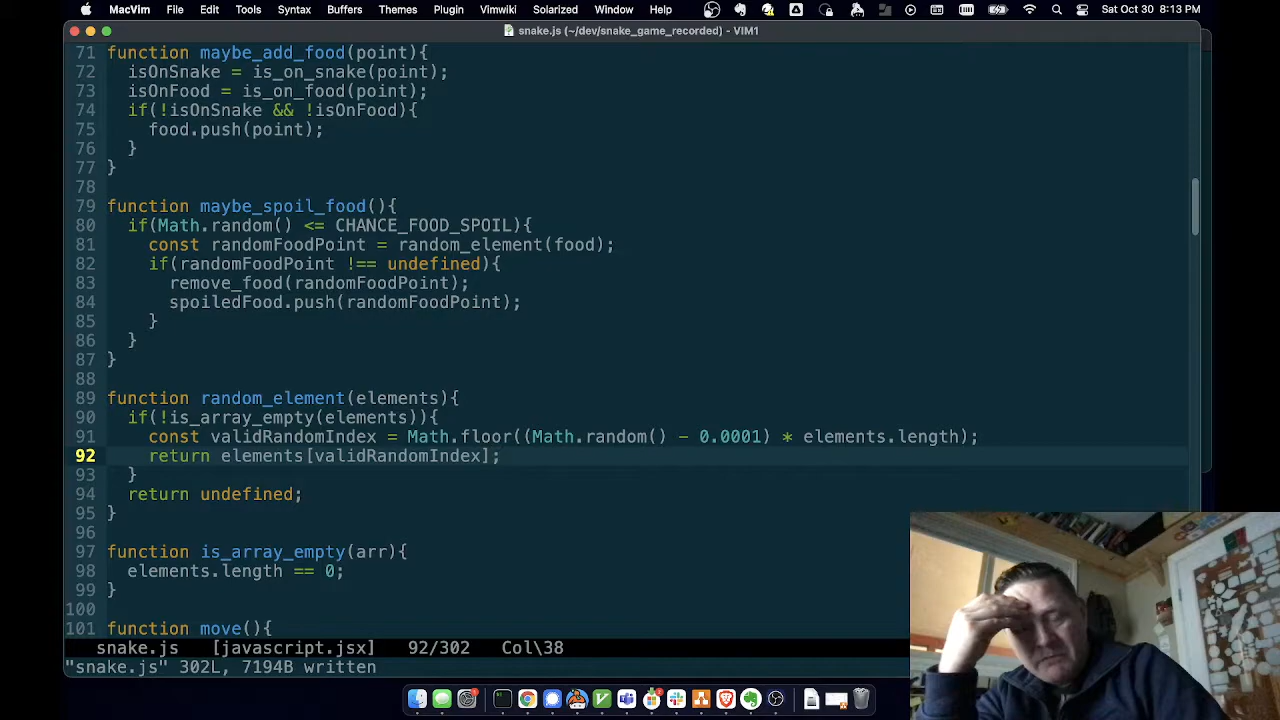 MacVim File Edit Tools Syntax Buffers Themes Plugin Vimwiki Solarized Window Help Sat Oct 30 8:13 PM
snake.js (~/dev/snake_game_recorded) - VIM1
71 function maybe_add_food(point){
72 isOnSnake = is_on_snake(point);
73 isOnFood = is_on_food(point);
74 if(!isOnSnake && !isOnFood){
75 food.push(point);
76 }
77 }
78
79 function maybe_spoil_food(){
80 if(Math.random() <= CHANCE_FOOD_SPOIL){
81 const randomFoodPoint = random_element(food);
82 if(randomFoodPoint !== undefined){
83 remove_food(randomFoodPoint);
84 spoiledFood.push(randomFoodPoint);
85 }
86 }
87 }
88
89 function random_element(elements){
90 if(!is_array_empty(elements)){
91 const validRandomIndex = Math.floor((Math.random() - 0.0001) * elements.length);
92 return elements[validRandomIndex];
93 }
94 return undefined;
95 }
96
97 function is_array_empty(arr){
98 elements.length == 0;
99 }
100
101 function move(){
snake.js [javascript.jsx] 92/302 Col\38
"snake.js" 302L, 7194B written